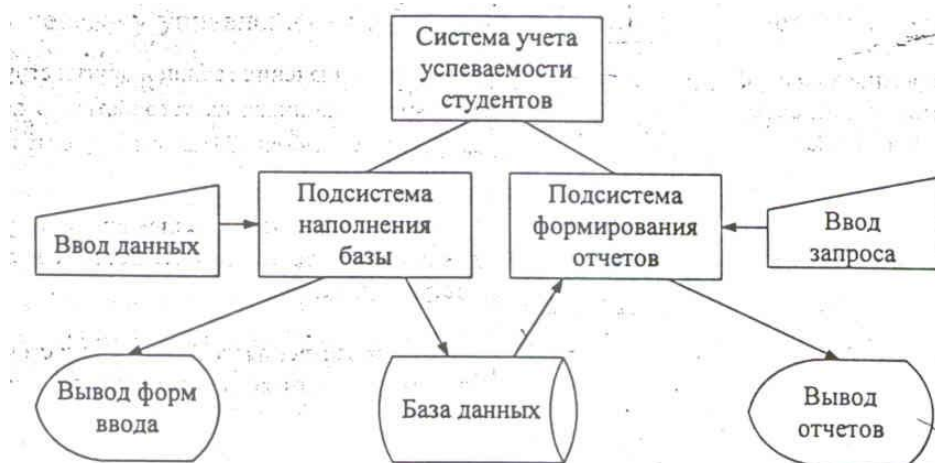 Система учета
успеваемости
студентов
Подсистема
наполнения
базы
Подсистема
формирования
отчетов
Ввод данных
Ввод
запроса
Вывод форм
ввода
База данных
Вывод
отчетов